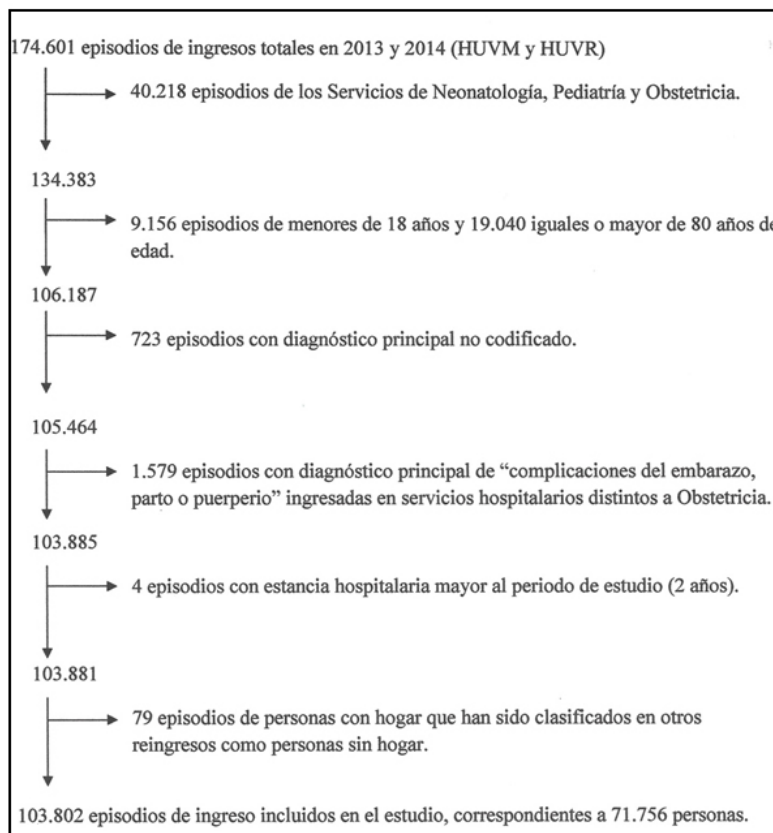 174.601 episodios de ingresos totales en 2013 y 2014 (HUVM y HUVR)
40.218 episodios de los Servicios de Neonatología, Pediatría y Obstetricia.
134.383
9.156 episodios de menores de 18 años y 19.040 iguales o mayor de 80 años de
edad.
106.187
723 episodios con diagnóstico principal no codificado.
105.464
1.579 episodios con diagnóstico principal de “complicaciones del embarazo,
parto o puerperio” ingresadas en servicios hospitalarios distintos a Obstetricia.
103.885
4 episodios con estancia hospitalaria mayor al periodo de estudio (2 años).
103.881
79 episodios de personas con hogar que han sido clasificados en otros
reingresos como personas sin hogar.
103.802 episodios de ingreso incluidos en el estudio, correspondientes a 71.756 personas.